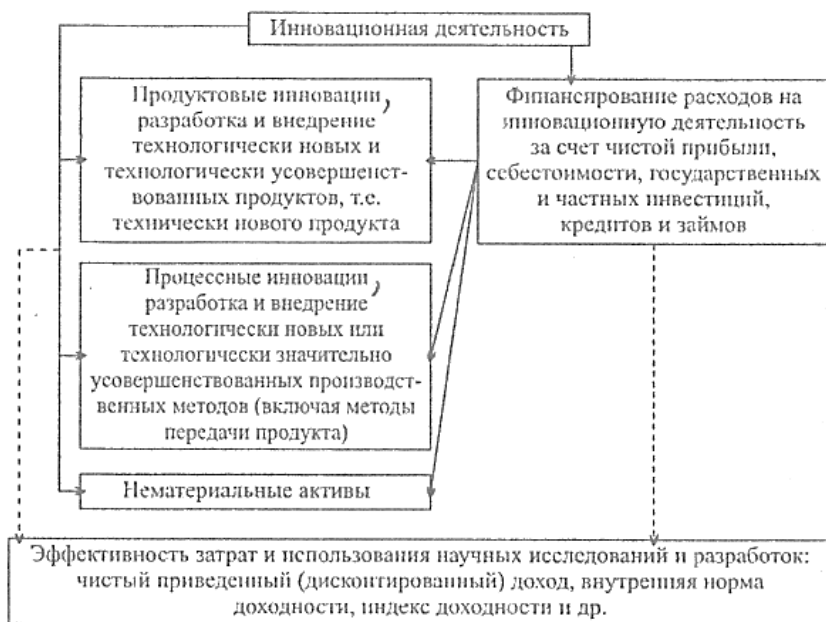 Инновационная деятельность
Продуктовые инновации,
разработка и внедрение
технологически новых и
технологически усовершенст-
вованных продуктов, т.е.
технически нового продукта
Финансирование расходов на
инновационную деятельность
за счет чистой прибыли,
себестоимости, государственных
и частных инвестиций,
кредитов и займов
Процессные инновации,
разработка и внедрение
технологически новых или
технологически значительно
усовершенствованных производст-
венных методов (включая методы
передачи продукта)
Нематериальные активы
Эффективность затрат и использования научных исследований и разработок:
чистый приведенный (дисконтированный) доход, внутренняя норма
доходности, индекс доходности и др.